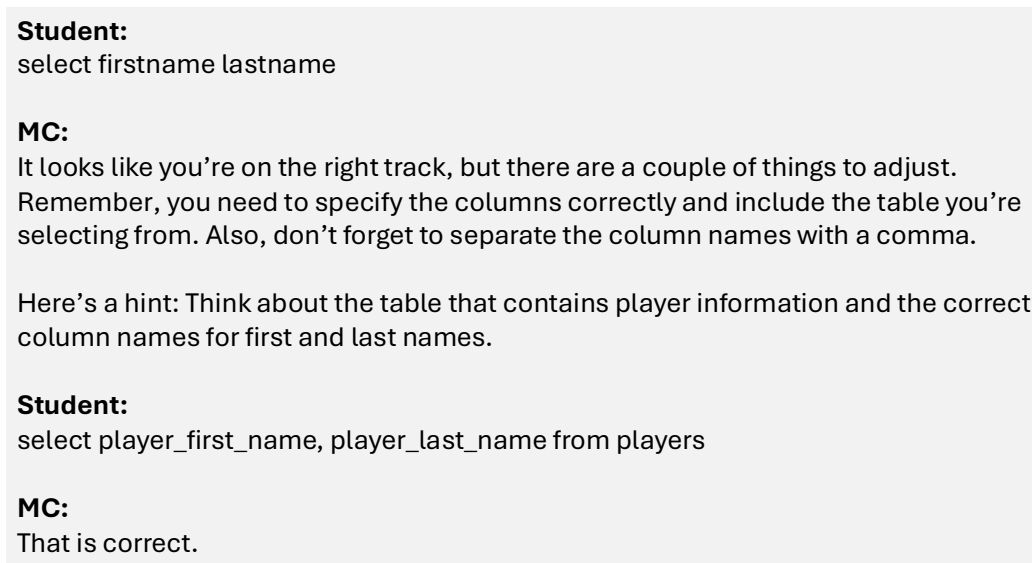 Student:
select firstname lastname
MC:
It looks like you’re on the right track, but there are a couple of things to adjust.
Remember, you need to specify the columns correctly and include the table you’re
selecting from. Also, don’t forget to separate the column names with a comma.
Here’s a hint: Think about the table that contains player information and the correct
column names for first and last names.
Student:
select player_first_name, player_last_name from players
MC:
That is correct.